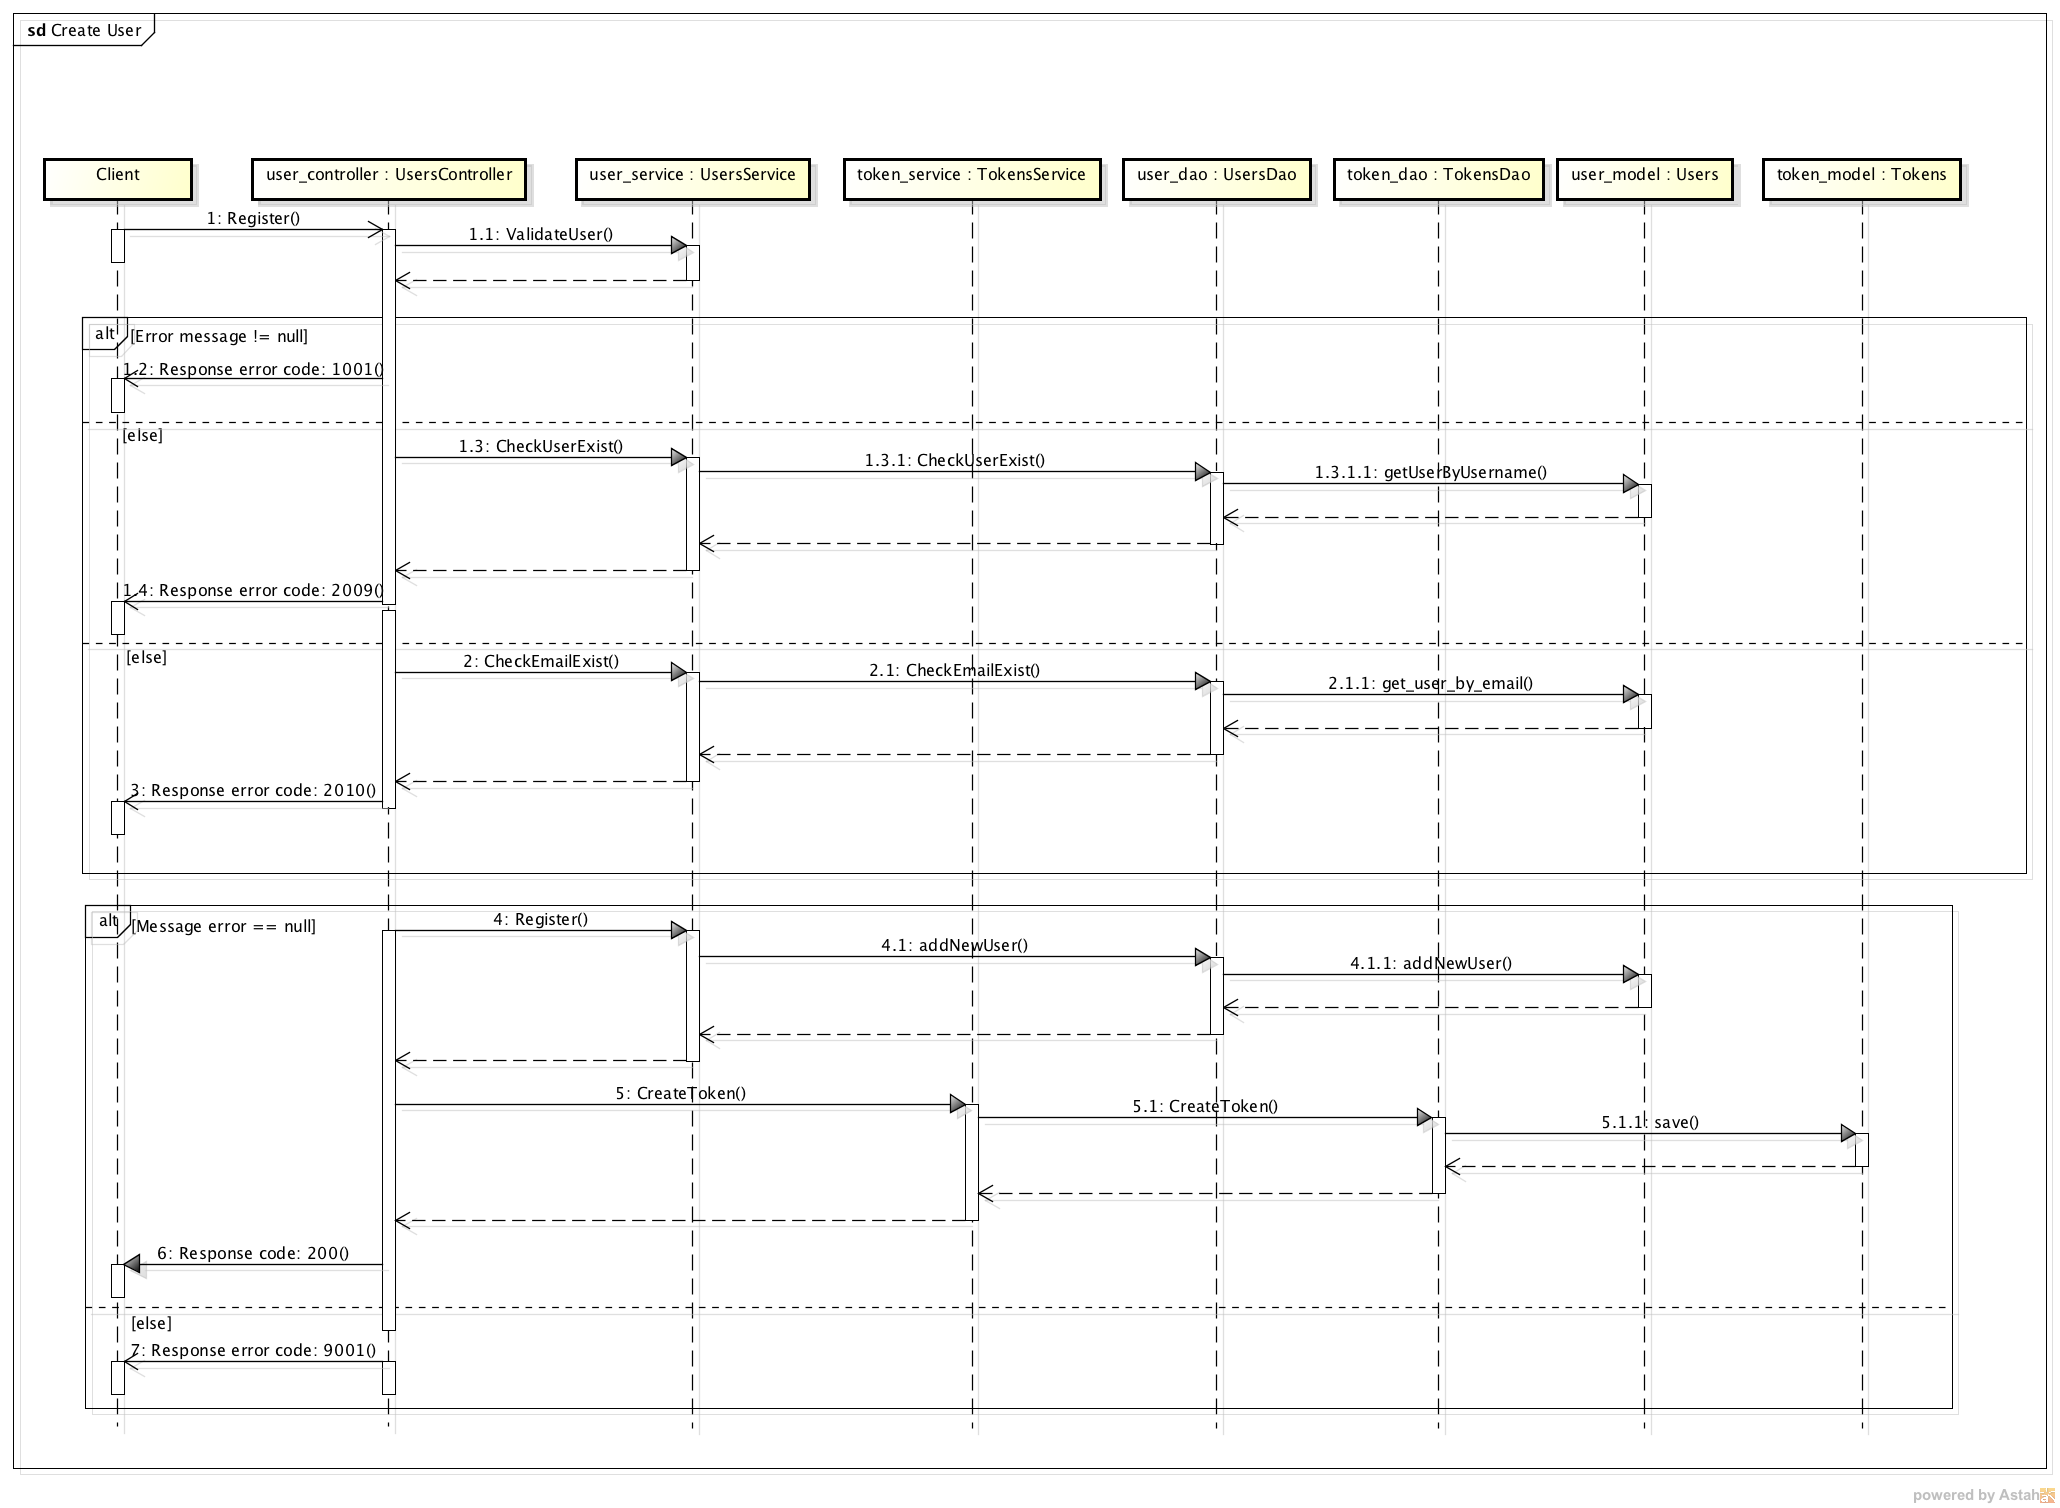 sd Create User
Client
user_controller : UsersController
user_service : UsersService
token_service : TokensService
user_dao : UsersDao
token_dao : TokensDao
user_model : Users
token_model : Tokens
1: Register()
1.1: ValidateUser()
alt
[Error message != null]
1.2: Response error code: 1001()
[else]
1.3: CheckUserExist()
1.3.1: CheckUserExist()
1.3.1.1: getUserByUsername()
1.4: Response error code: 2009()
[else]
2: CheckEmailExist()
2.1: CheckEmailExist()
2.1.1: get_user_by_email()
3: Response error code: 2010()
alt
[Message error == null]
4: Register()
4.1: addNewUser()
4.1.1: addNewUser()
5: CreateToken()
5.1: CreateToken()
5.1.1: save()
6: Response code: 200()
[else]
7: Response error code: 9001()
powered by Astah